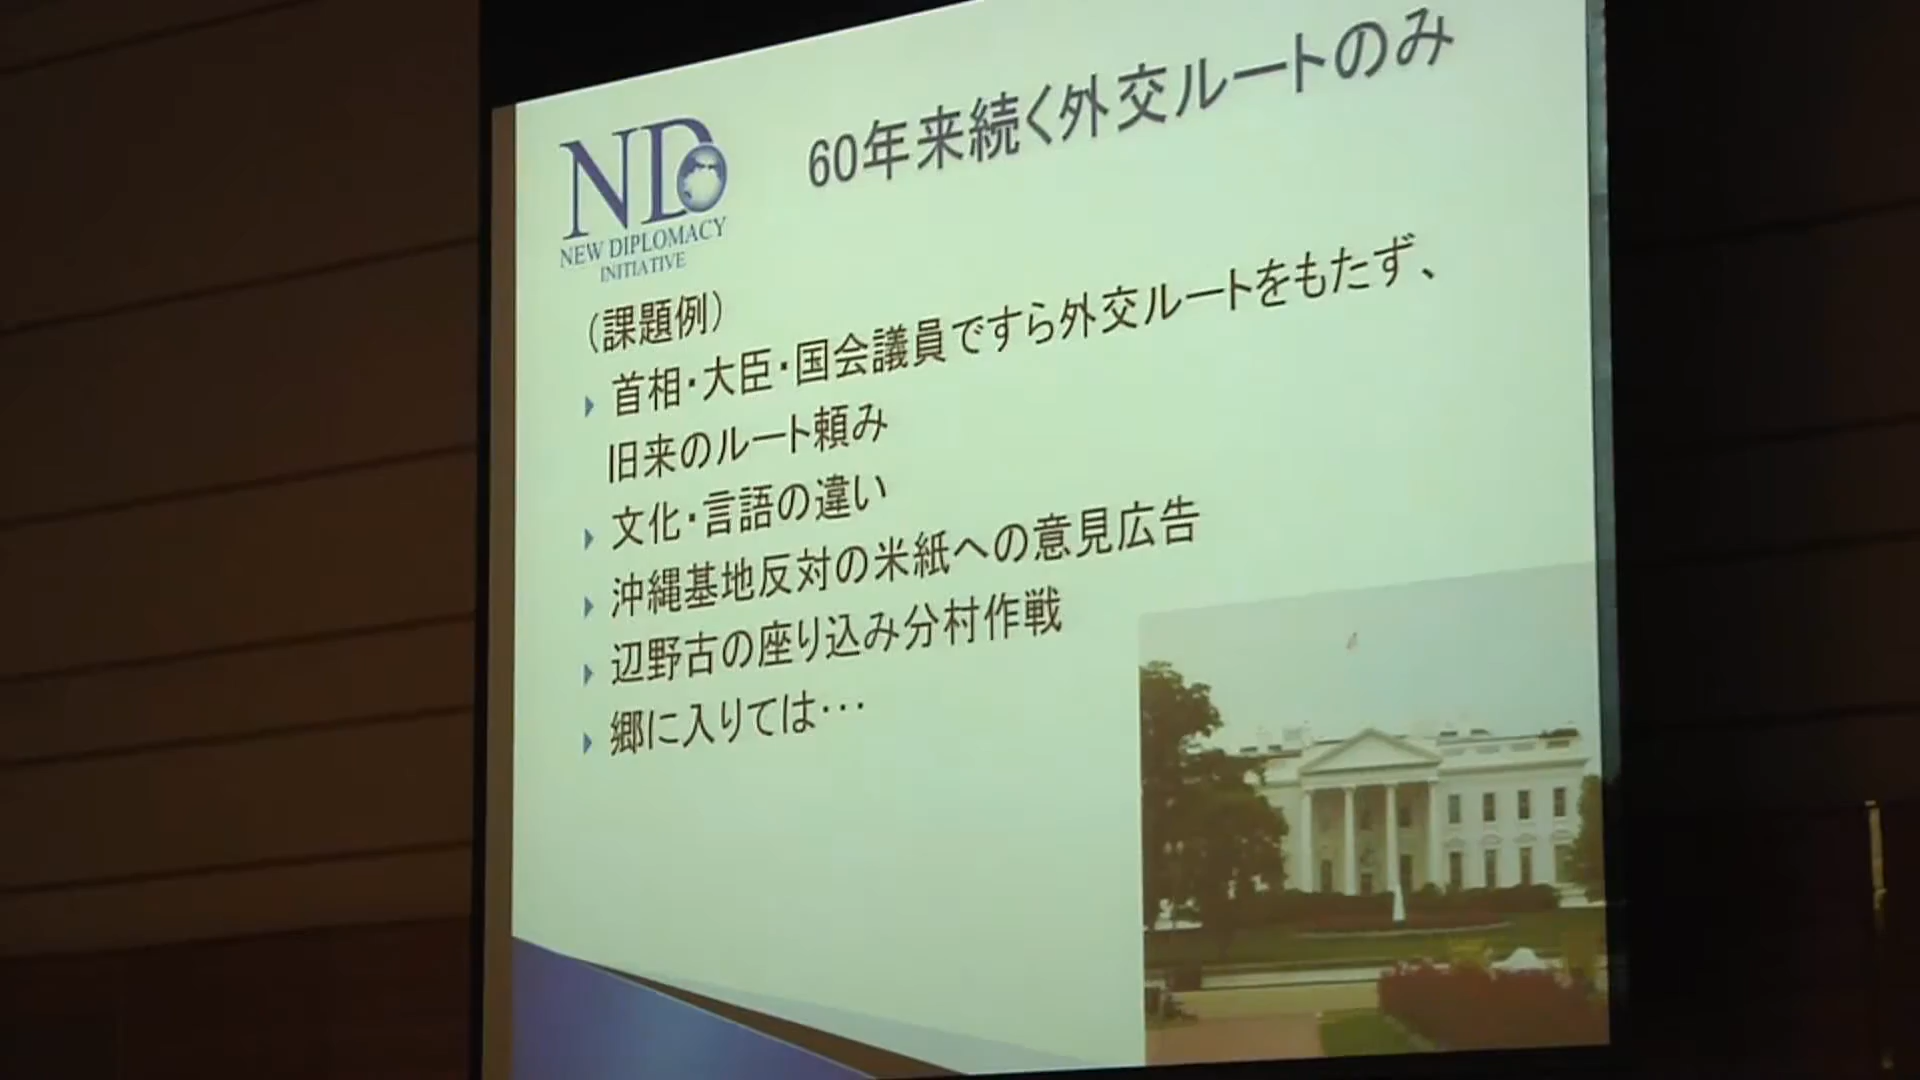 60年来続く外交ルートのみ
ND
NEW DIPLOMACY
INITIATIVE
（課題例）
首相・大臣・国会議員ですら外交ルートをもたず、
旧来のルート頼み
文化・言語の違い
沖縄基地反対の米紙への意見広告
辺野古の座り込み分村作戦
郷に入りては…